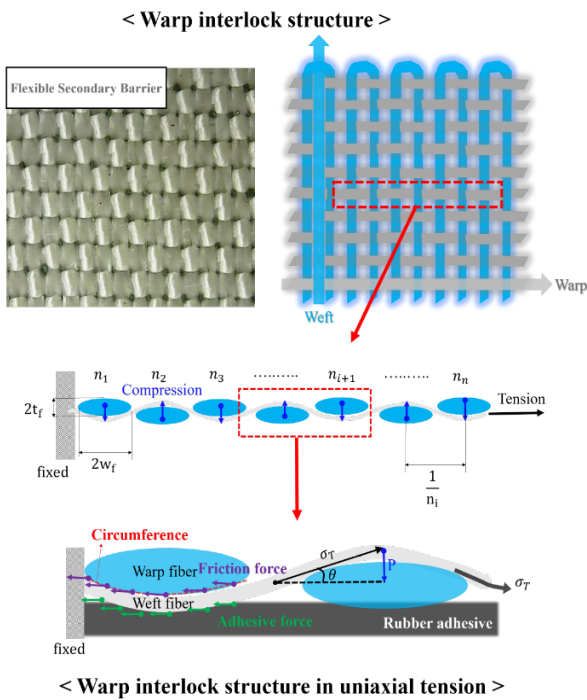 < Warp interlock structure >
Flexible Secondary Barrier
Warp
Weft
n1 n2 n3 ………. ni+1 ……… nn
Compression
Tension
2tf
fixed
2wf
1/ni
Circumference
σT
Warp fiber
Friction force
θ
P
Weft fiber
σT
Adhesive force
Rubber adhesive
fixed
< Warp interlock structure in uniaxial tension >